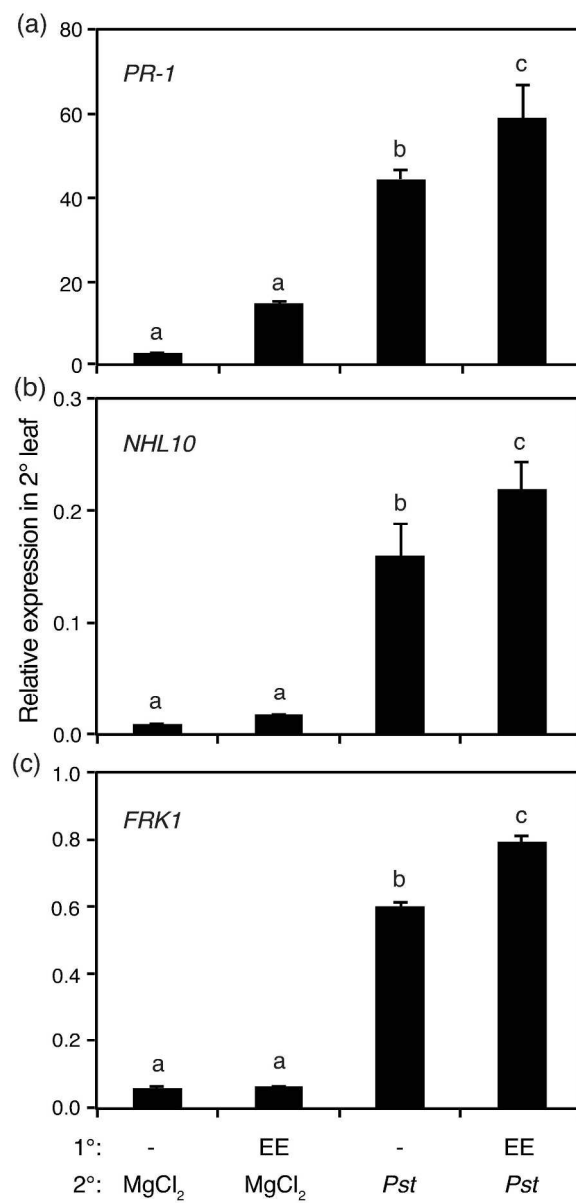 (a)
80
PR-1
c
60
b
40
20
a
a
0
(b)
0.3
NHL10
c
0.2
b
0.1
a
a
0.0
Relative expression in 2° leaf
(c)
1.0
FRK1
c
0.8
b
0.6
0.4
0.2
a
a
0.0
1°: - EE - EE
2°: MgCl₂ MgCl₂ Pst Pst